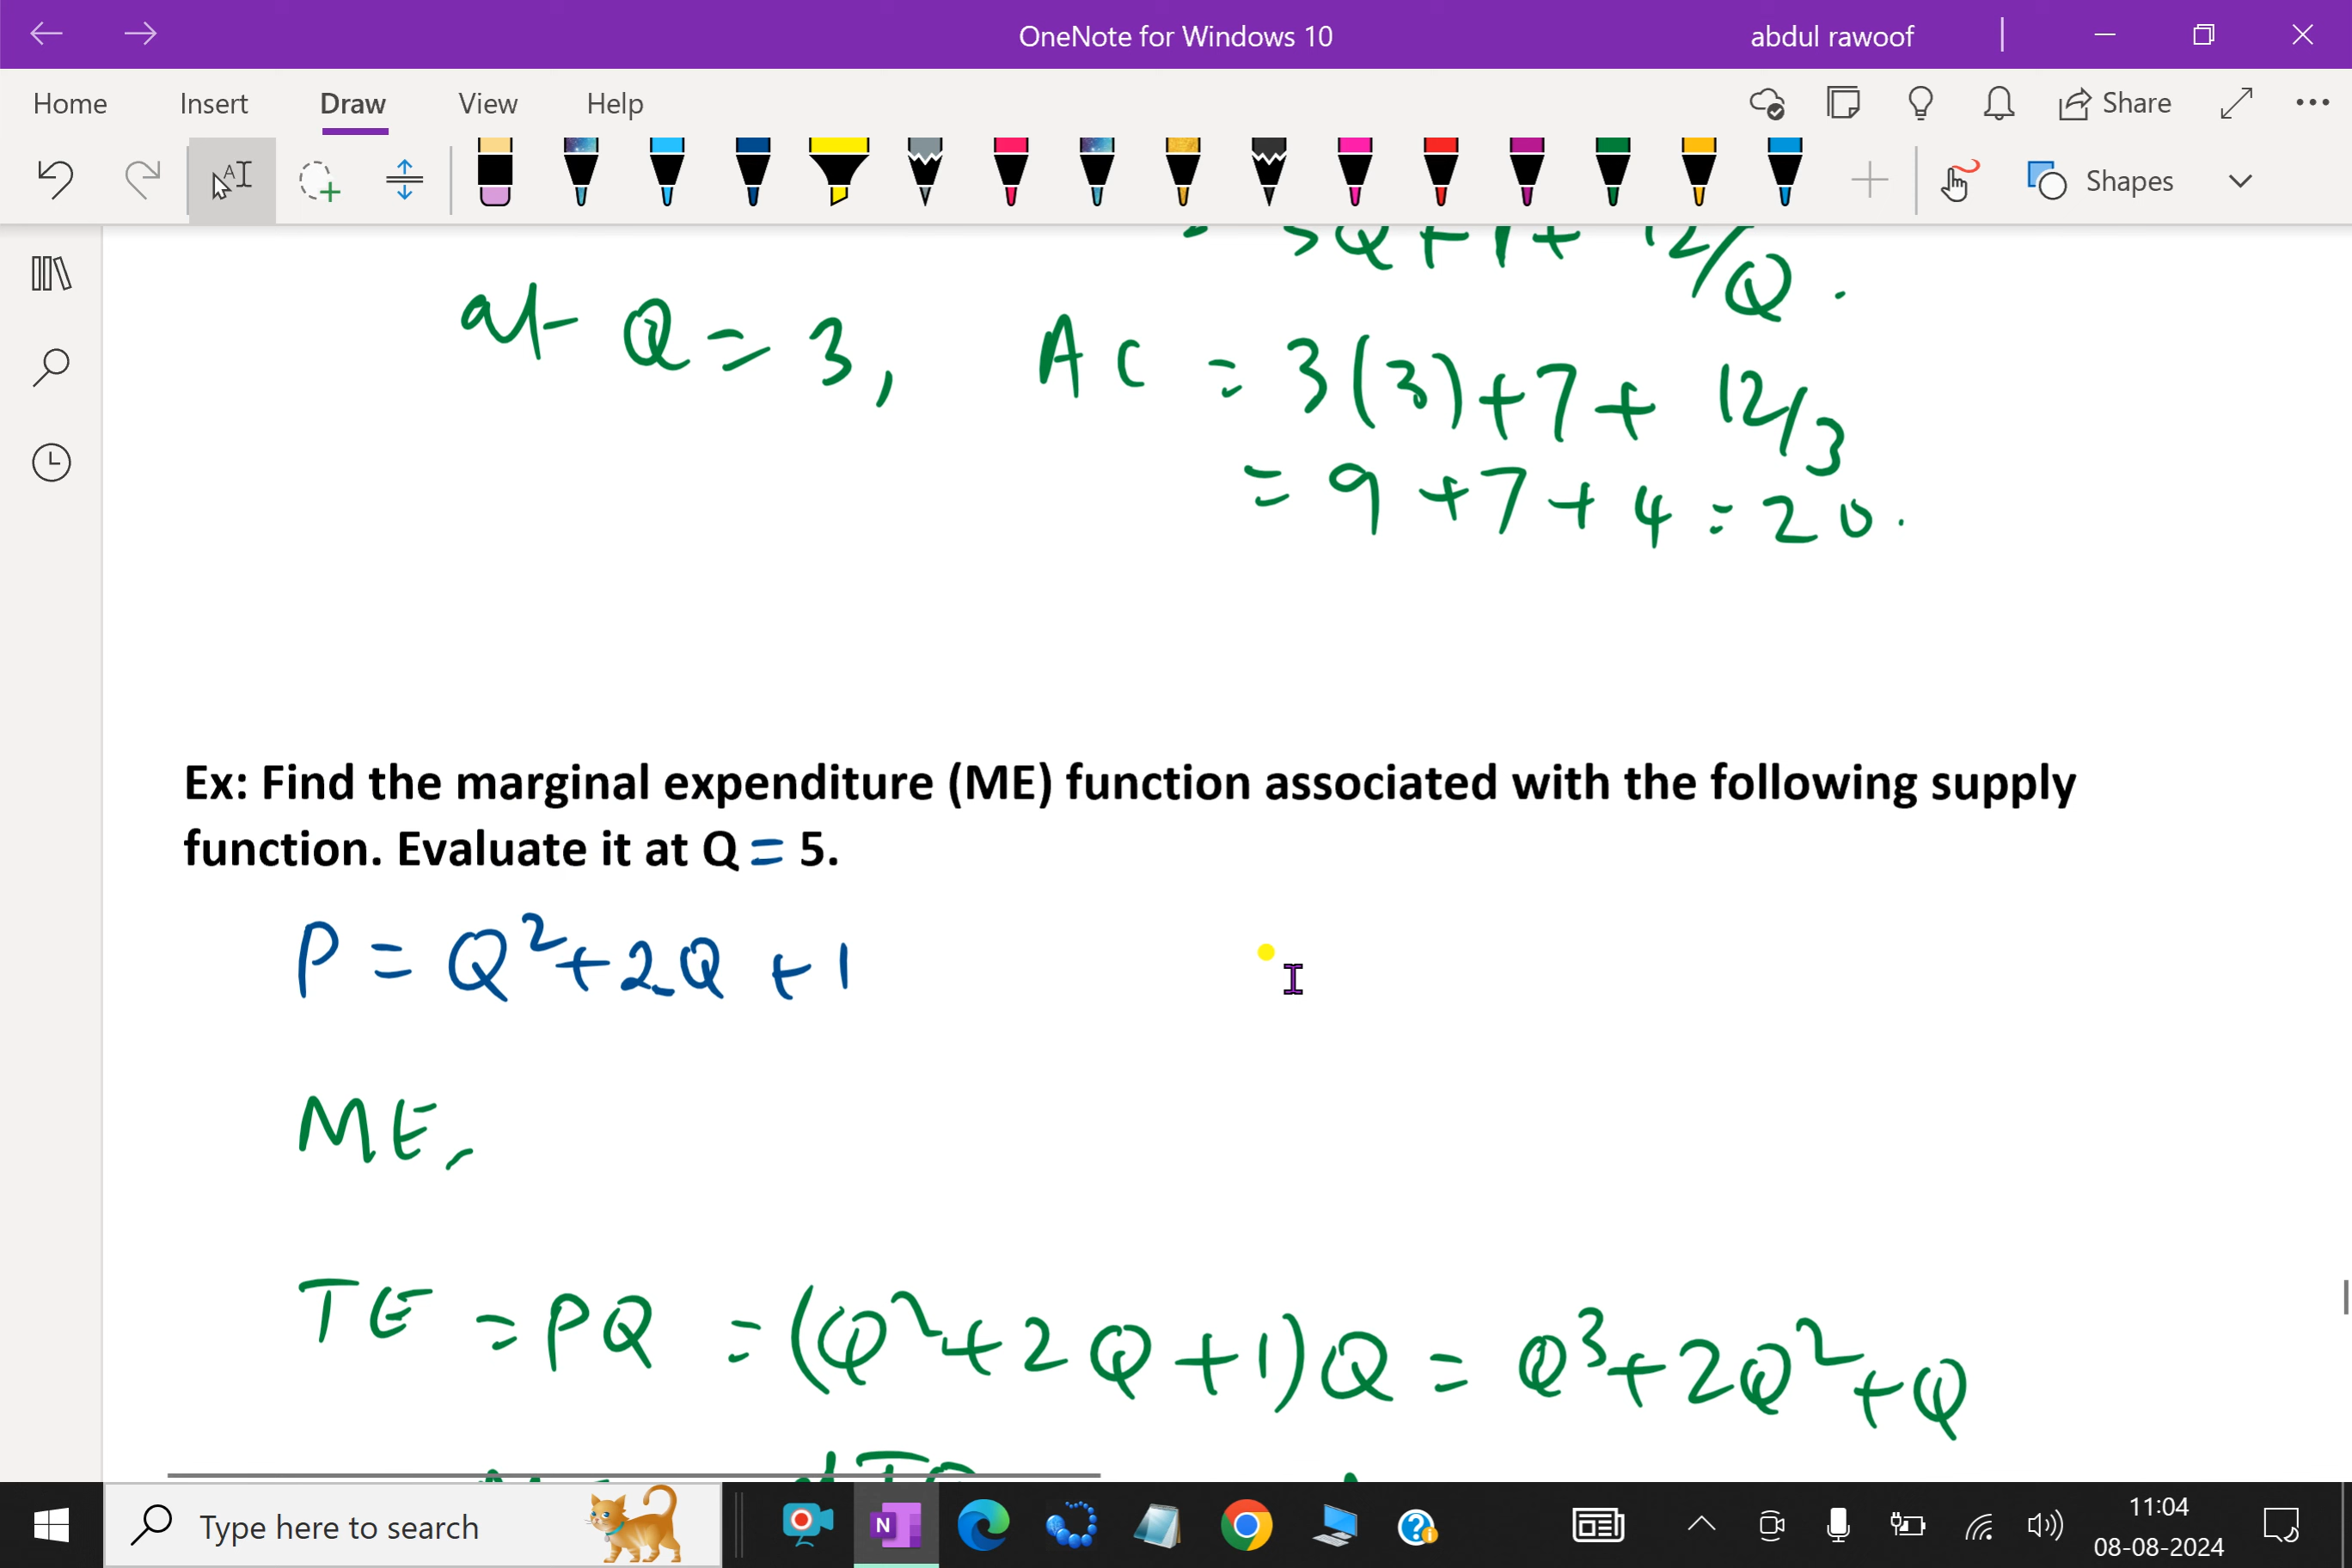 OneNote for Windows 10
abdul rawoof
Home Insert Draw View Help
Share
Shapes
= 3Q + 7 + 12/Q.
at Q = 3, AC = 3(3)+7+ 12/3
= 9 +7+ 4 = 20.
Ex: Find the marginal expenditure (ME) function associated with the following supply
function. Evaluate it at Q = 5.
P = Q²+2Q +1
ME,
TE = PQ = (Q²+2Q+1)Q = Q³+2Q²+Q
Type here to search
11:04
08-08-2024